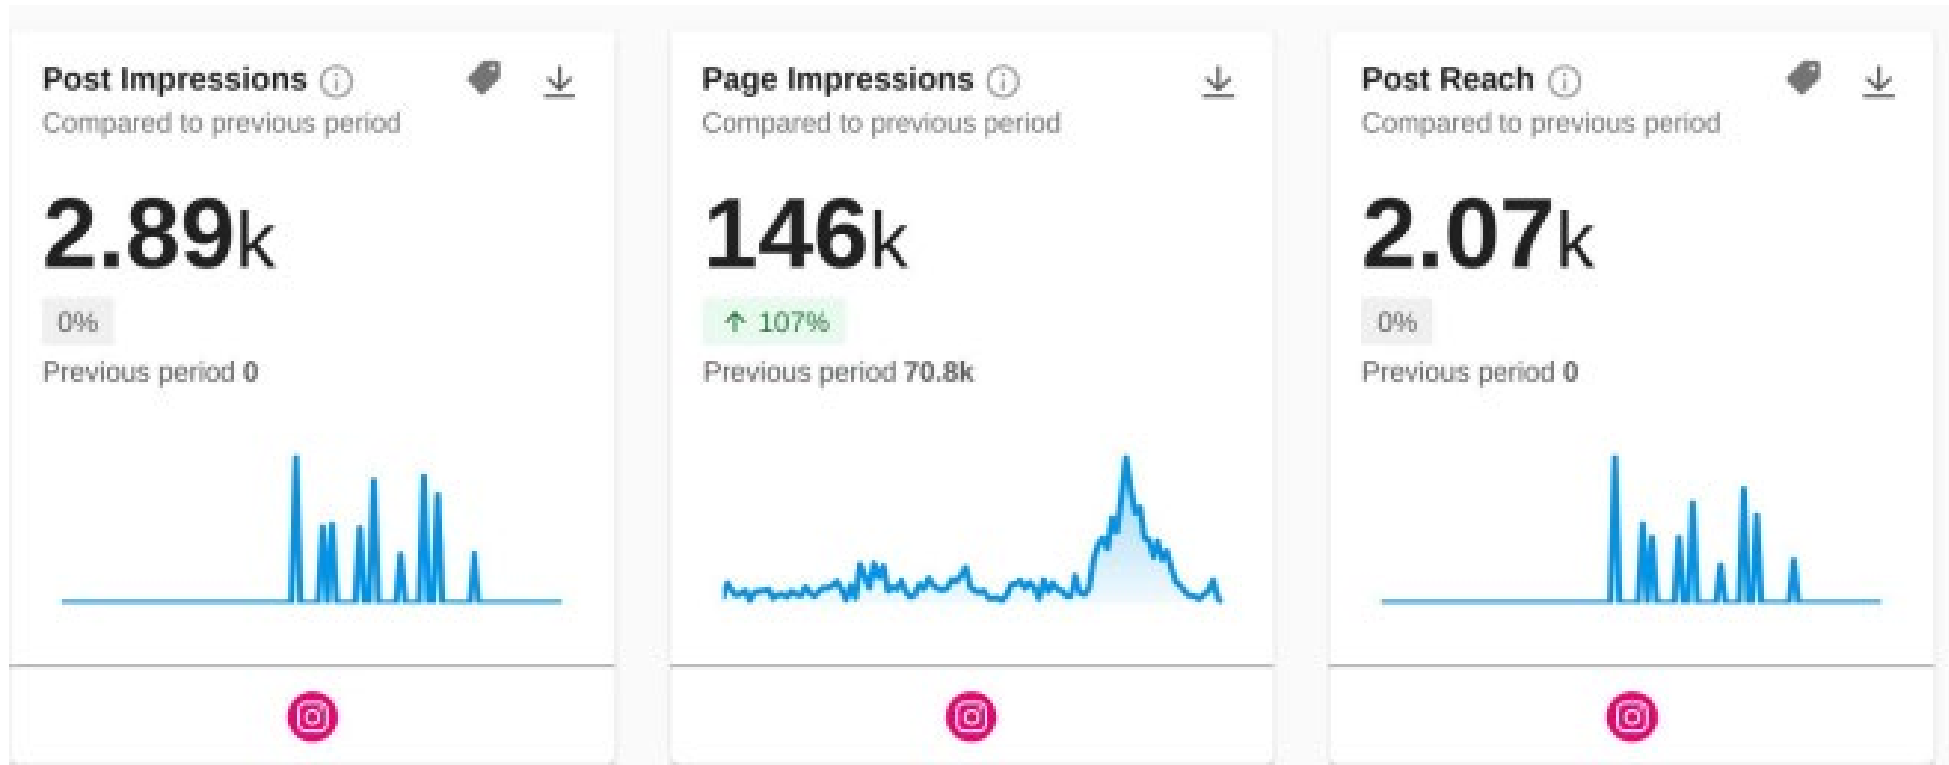 Post Impressions
Compared to previous period
2.89k
0%
Previous period 0
Page Impressions
Compared to previous period
146k
↑ 107%
Previous period 70.8k
Post Reach
Compared to previous period
2.07k
0%
Previous period 0